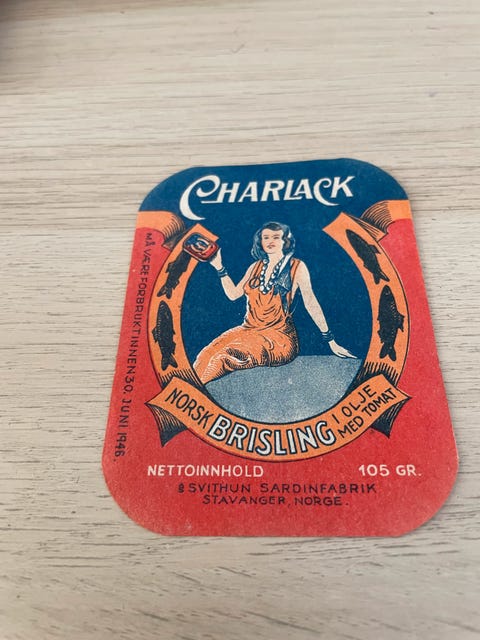 CHARLACK
MÅ VÆRE FORBRUKT INNEN 30. JUNI 1946.
NORSK BRISLING I OLJE
MED TOMAT
NETTOINNHOLD 105 GR.
SVITHUN SARDINFABRIK
STAVANGER, NORGE.